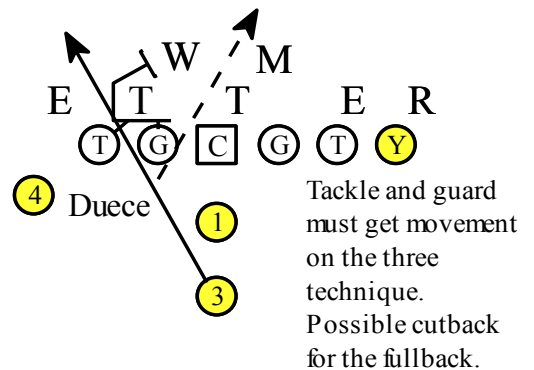 W M
E T T E R
T G C G T Y
4 Duece 1
3
Tackle and guard
must get movement
on the three
technique.
Possible cutback
for the fullback.